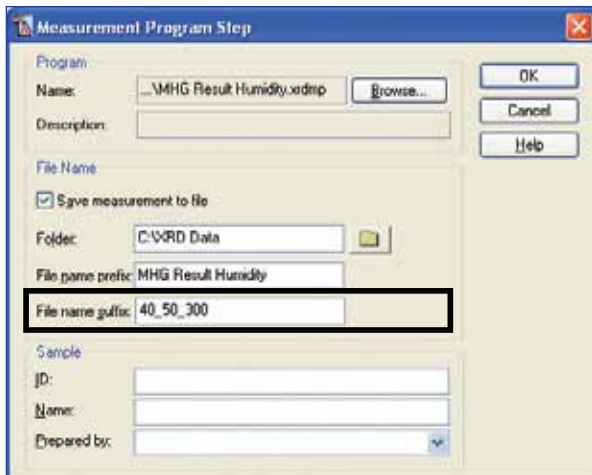 Measurement Program Step
Program
Name: ...\MHG Result Humidity.xrdmp Browse...
Description:
OK
Cancel
Help
File Name
Save measurement to file
Folder: C:\XRD Data
File name prefix: MHG Result Humidity
File name suffix: 40_50_300
Sample
ID:
Name:
Prepared by: